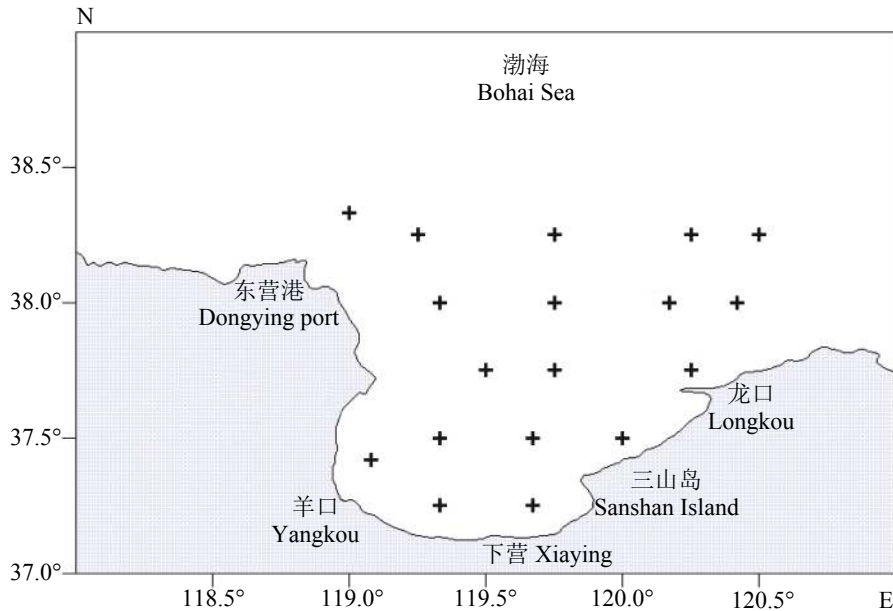 N
渤海
Bohai Sea
38.5°
东营港
Dongying port
38.0°
龙口
Longkou
37.5°
三山岛
Sanshan Island
羊口
Yangkou
下营 Xiaying
37.0°
118.5° 119.0° 119.5° 120.0° 120.5° E